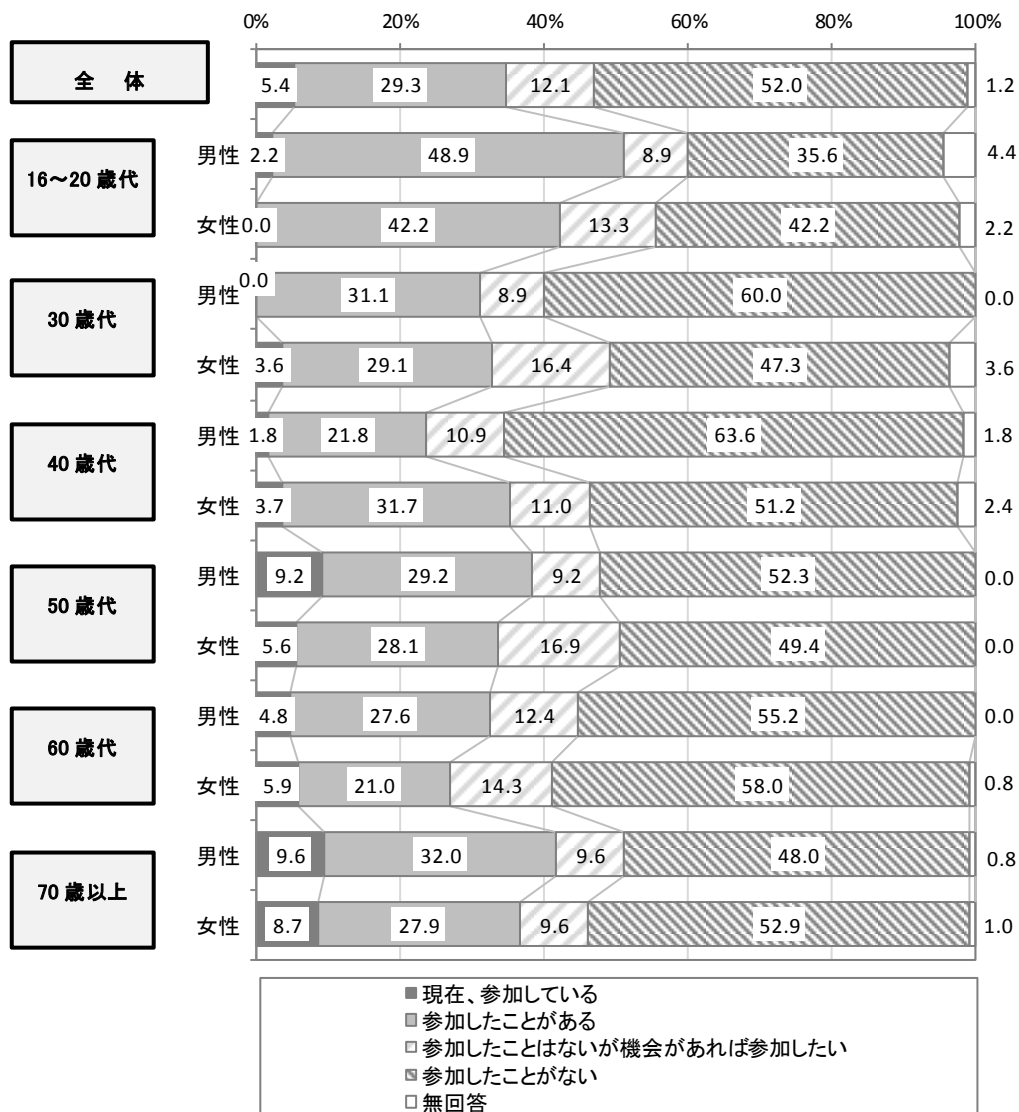 0% 20% 40% 60% 80% 100%
全 体
5.4 29.3 12.1 52.0 1.2
16～20 歳代
男性 2.2 48.9 8.9 35.6 4.4
女性 0.0 42.2 13.3 42.2 2.2
30 歳代
男性 0.0 31.1 8.9 60.0 0.0
女性 3.6 29.1 16.4 47.3 3.6
40 歳代
男性 1.8 21.8 10.9 63.6 1.8
女性 3.7 31.7 11.0 51.2 2.4
50 歳代
男性 9.2 29.2 9.2 52.3 0.0
女性 5.6 28.1 16.9 49.4 0.0
60 歳代
男性 4.8 27.6 12.4 55.2 0.0
女性 5.9 21.0 14.3 58.0 0.8
70 歳以上
男性 9.6 32.0 9.6 48.0 0.8
女性 8.7 27.9 9.6 52.9 1.0
現在、参加している
参加したことがある
参加したことはないが機会があれば参加したい
参加したことがない
無回答